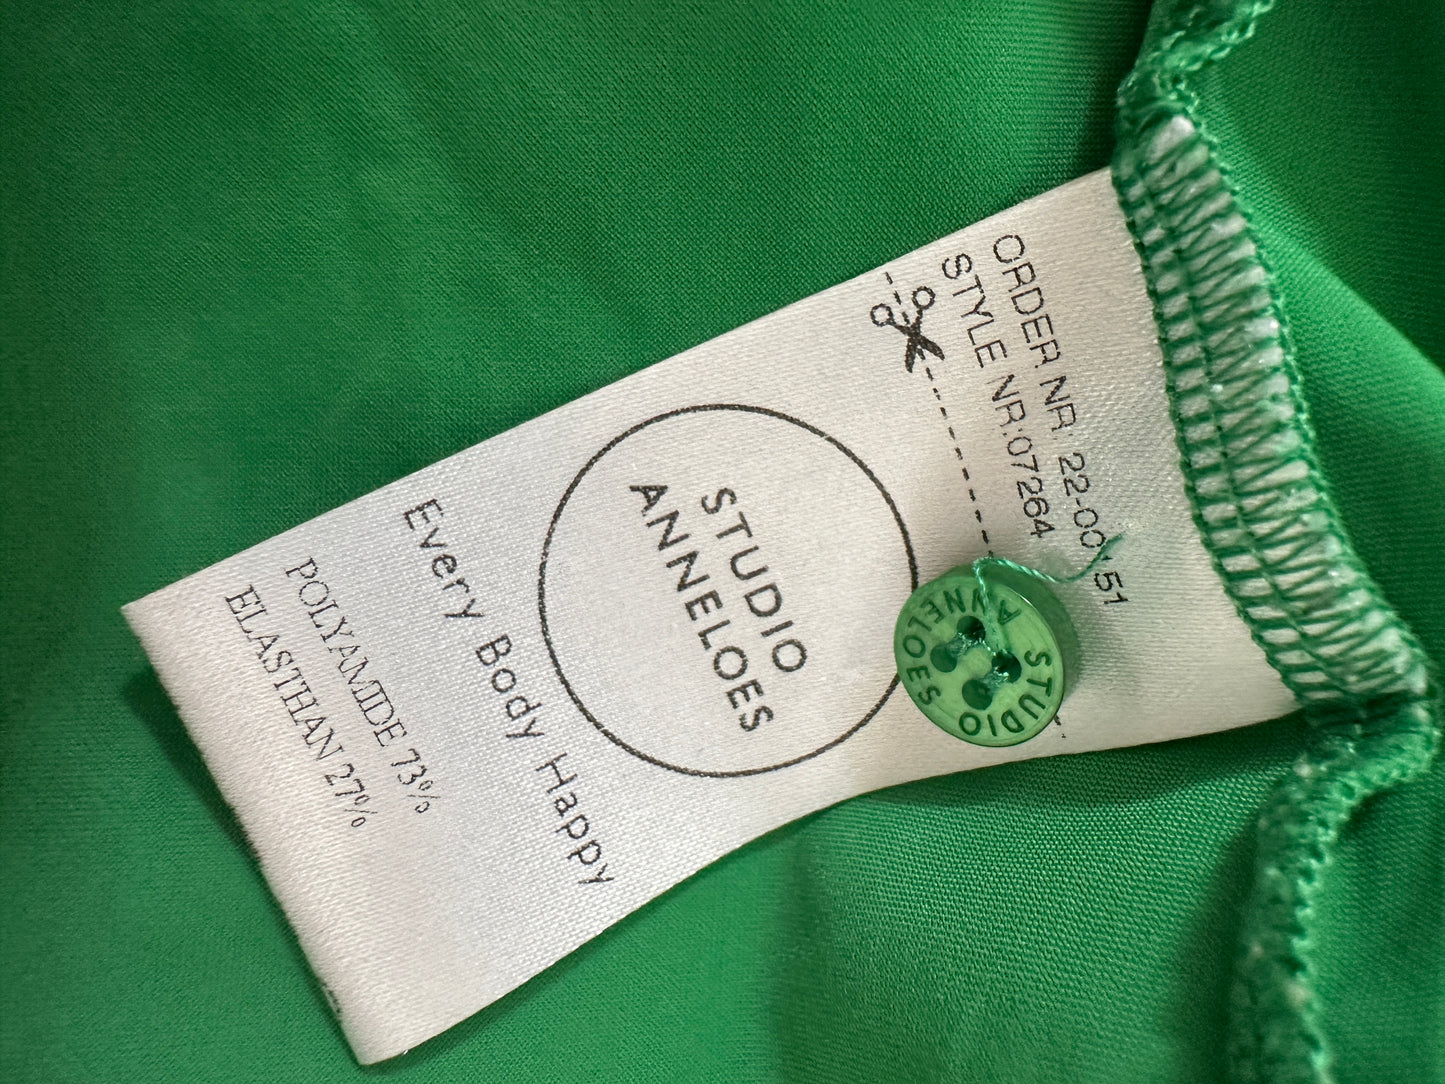 ORDER NR: 22-00151
STYLE NR:07264
STUDIO
ANNELOES
Every Body Happy
POLYAMIDE 73%
ELASTHAN 27%
STUDIO ANNELOES